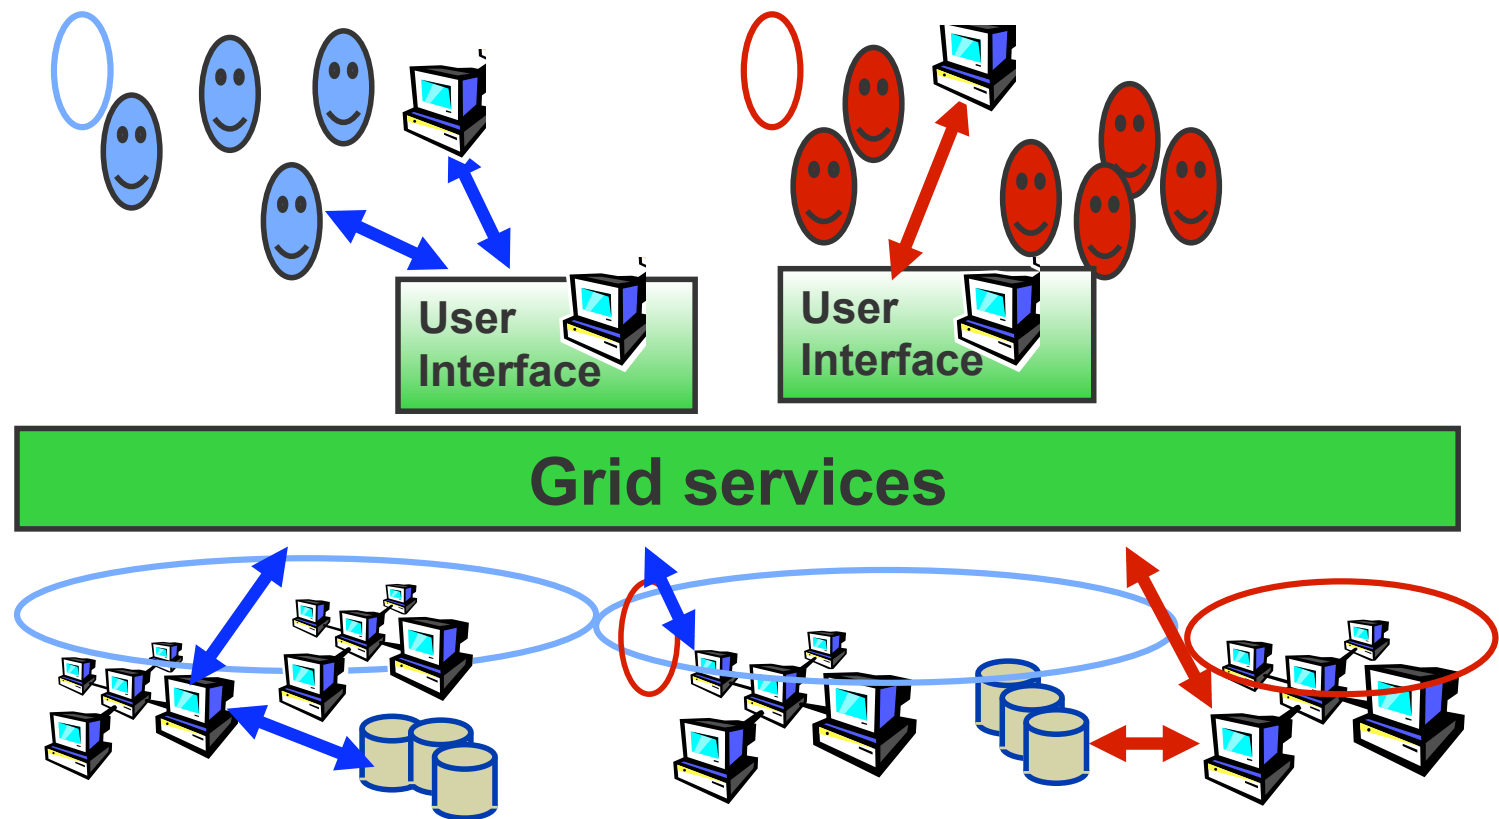 User
Interface
User
Interface
Grid services